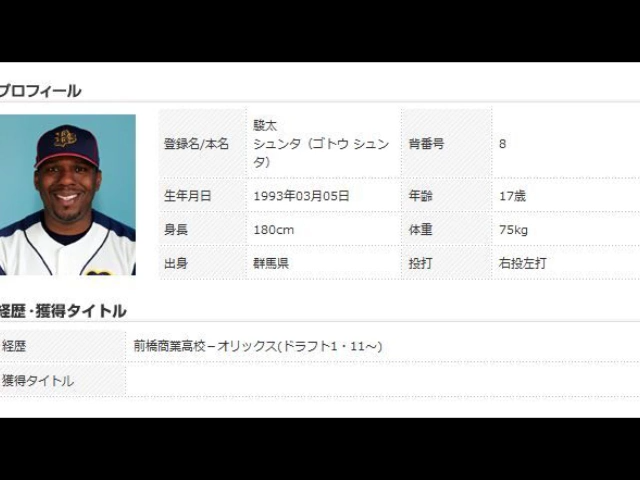 プロフィール
登録名/本名
駿太
シュンタ（ゴトウ シュン
タ）
背番号
8
生年月日
1993年03月05日
年齢
17歳
身長
180cm
体重
75kg
出身
群馬県
投打
右投左打
経歴・獲得タイトル
経歴
前橋商業高校－オリックス(ドラフト1・11～)
獲得タイトル